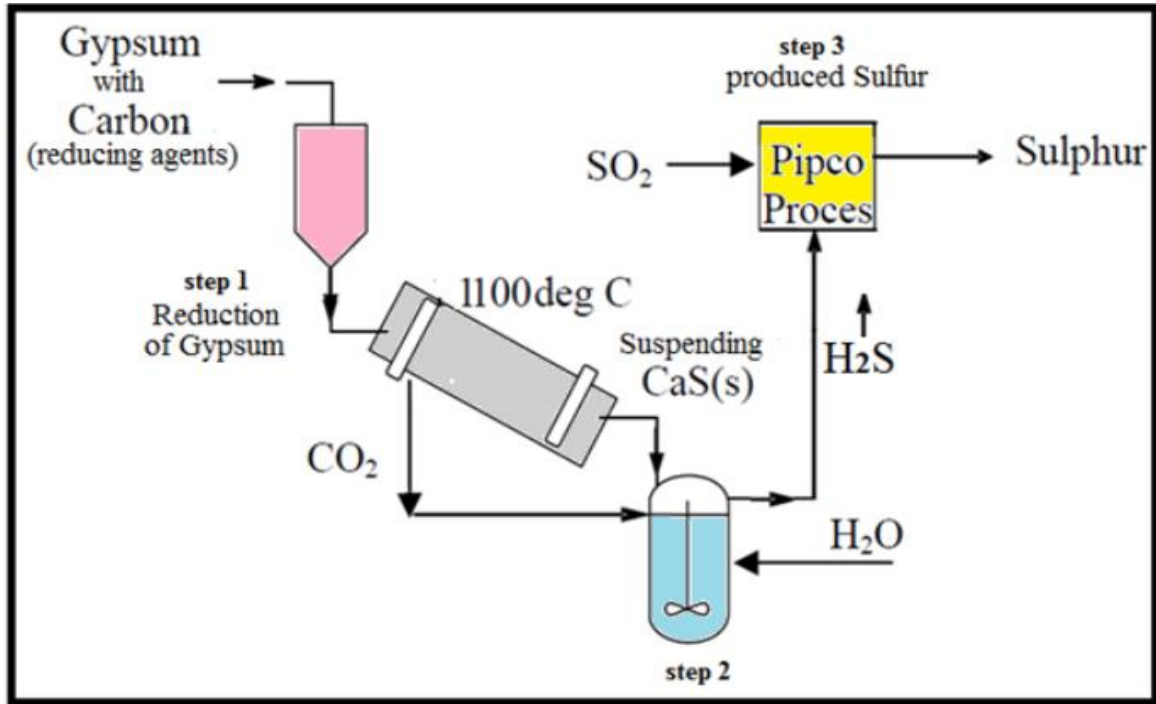 Gypsum
with
Carbon
(reducing agents)
step 1
Reduction
of Gypsum
1100deg C
CO₂
Suspending
CaS(s)
step 2
H₂O
H2S
SO₂
step 3
produced Sulfur
Pipco
Proces
Sulphur